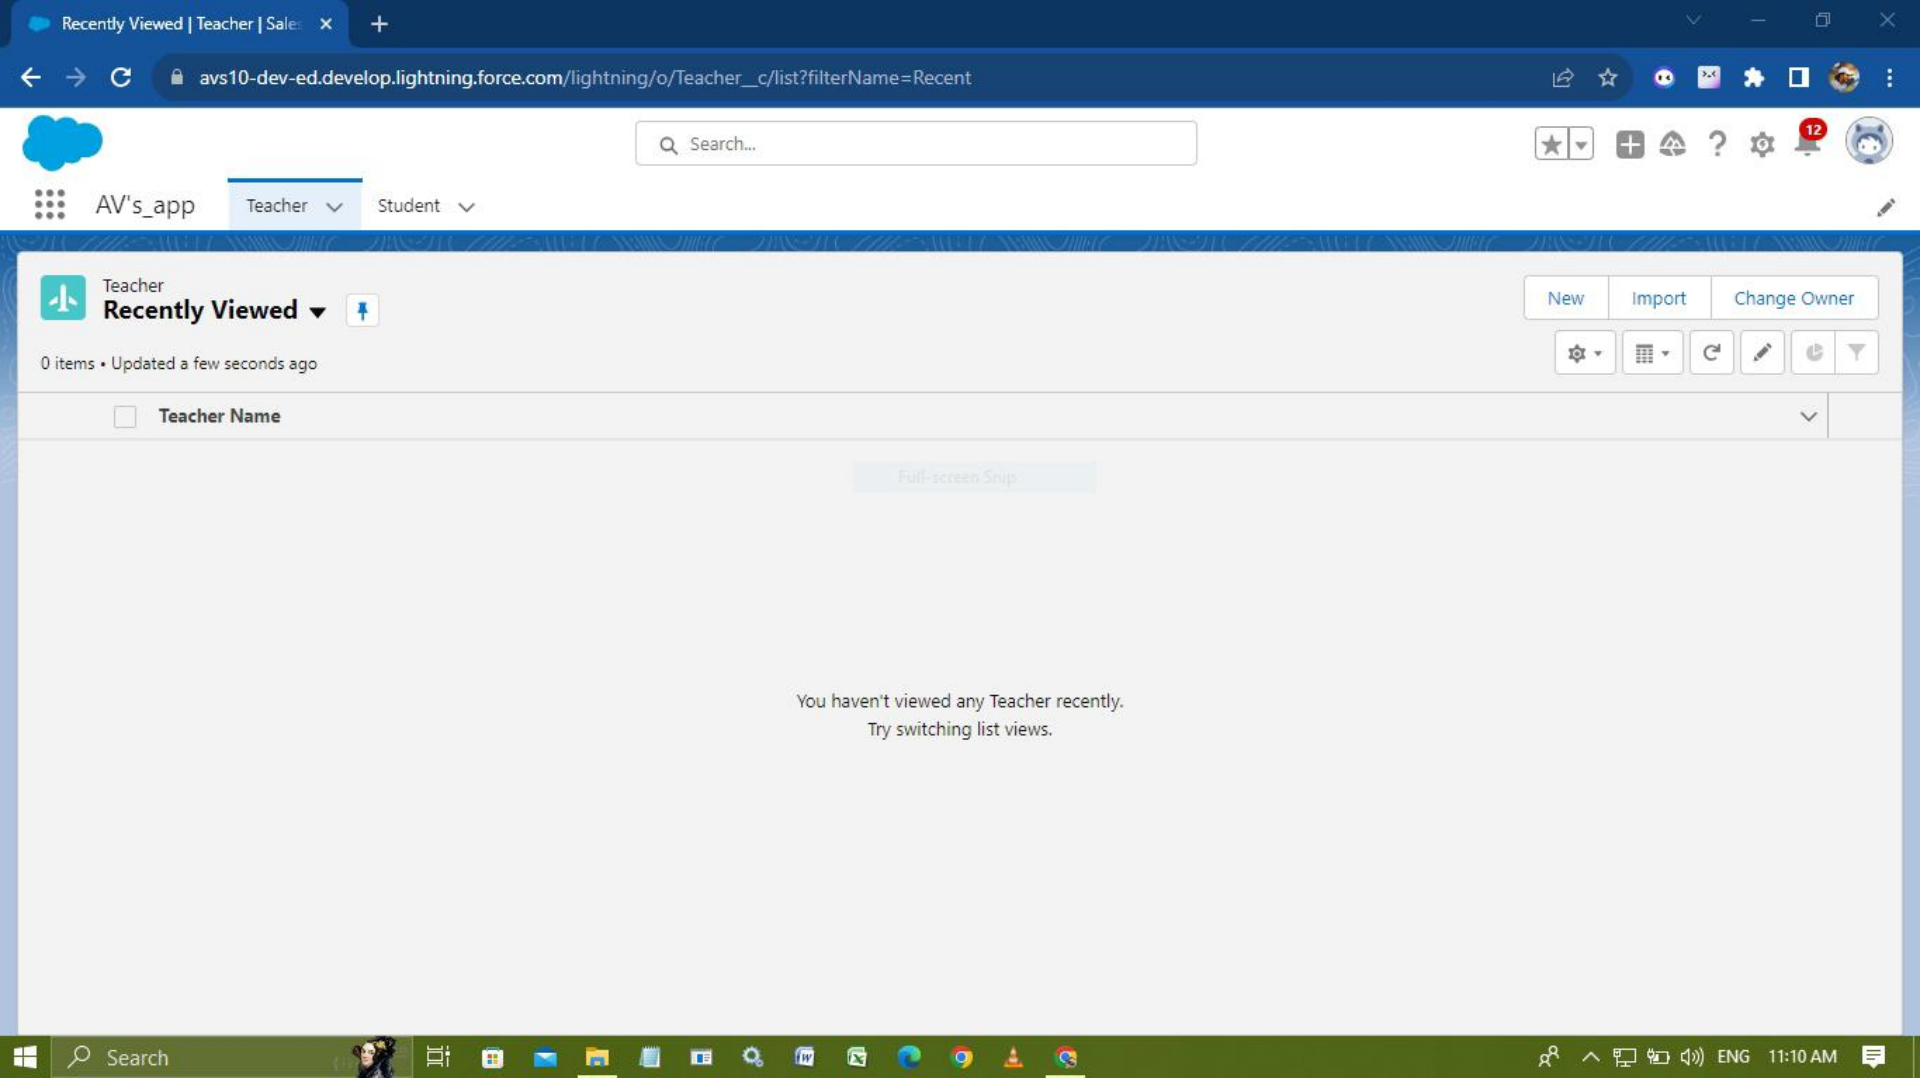 Recently Viewed | Teacher | Sales
avs10-dev-ed.develop.lightning.force.com/lightning/o/Teacher__c/list?filterName=Recent
Search...
12
AV's_app
Teacher
Student
Teacher
Recently Viewed
New
Import
Change Owner
0 items • Updated a few seconds ago
Teacher Name
Full-screen Snip
You haven't viewed any Teacher recently.
Try switching list views.
Search
ENG
11:10 AM